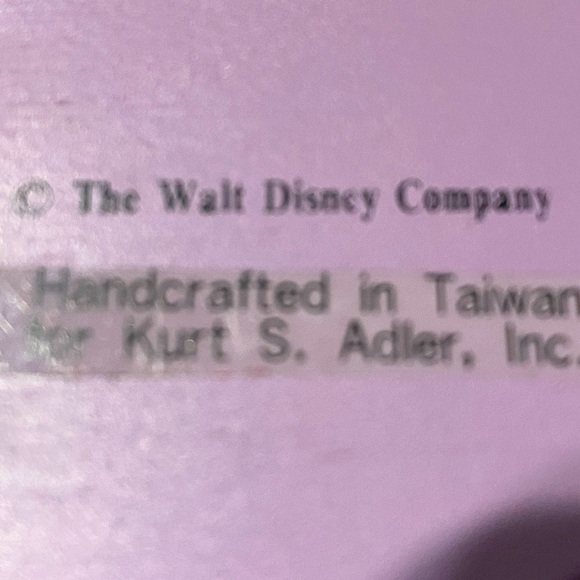 © The Walt Disney Company
Handcrafted in Taiwan
for Kurt S. Adler, Inc.